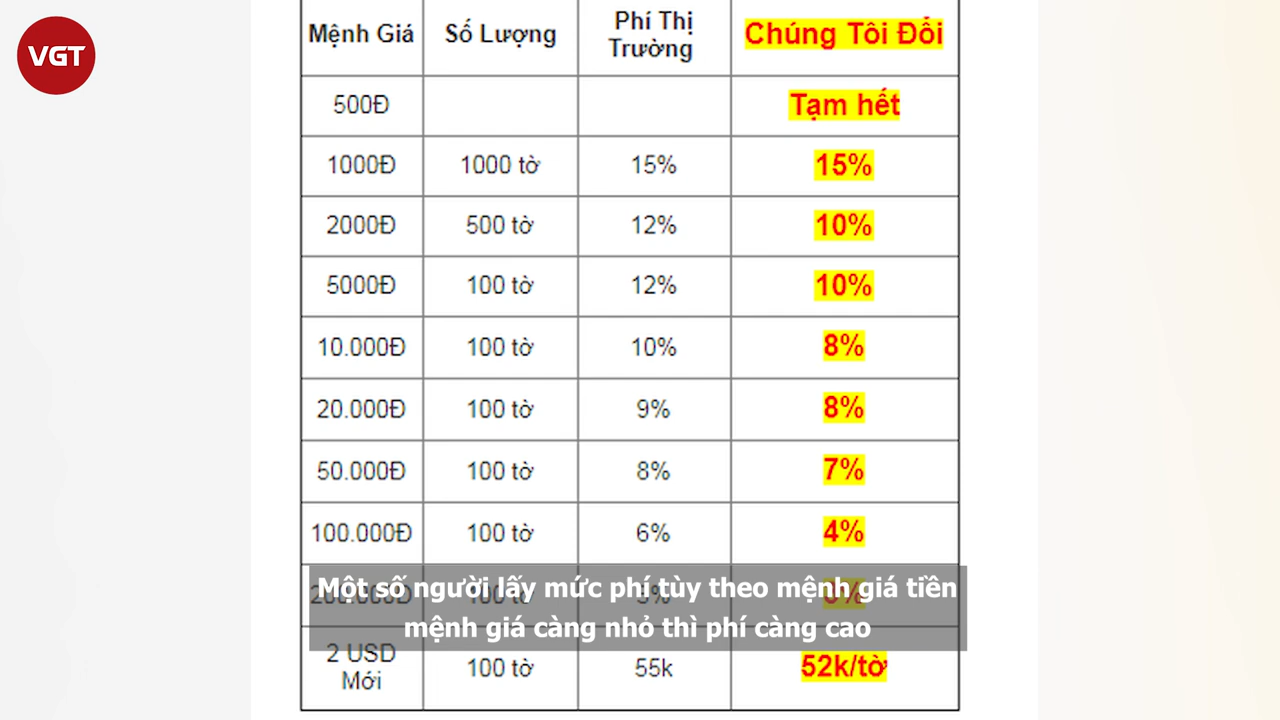 VGT
Mệnh Giá Số Lượng Phí Thị Trường Chúng Tôi Đổi
500Đ Tạm hết
1000Đ 1000 tờ 15% 15%
2000Đ 500 tờ 12% 10%
5000Đ 100 tờ 12% 10%
10.000Đ 100 tờ 10% 8%
20.000Đ 100 tờ 9% 8%
50.000Đ 100 tờ 8% 7%
100.000Đ 100 tờ 6% 4%
Một số người lấy mức phí tùy theo mệnh giá tiền
mệnh giá càng nhỏ thì phí càng cao
2 USD Mới 100 tờ 55k 52k/tờ